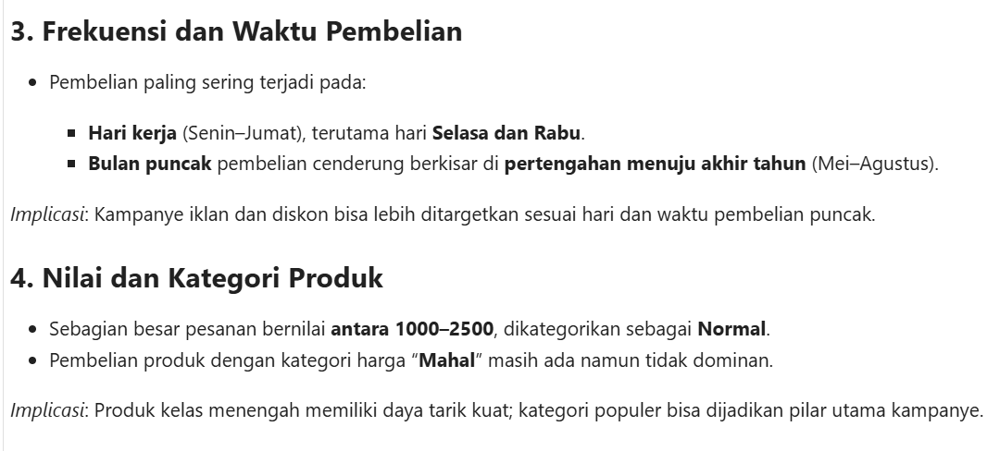 3. Frekuensi dan Waktu Pembelian
• Pembelian paling sering terjadi pada:
▪ Hari kerja (Senin–Jumat), terutama hari Selasa dan Rabu.
▪ Bulan puncak pembelian cenderung berkisar di pertengahan menuju akhir tahun (Mei–Agustus).
Implicasi: Kampanye iklan dan diskon bisa lebih ditargetkan sesuai hari dan waktu pembelian puncak.
4. Nilai dan Kategori Produk
• Sebagian besar pesanan bernilai antara 1000–2500, dikategorikan sebagai Normal.
• Pembelian produk dengan kategori harga “Mahal” masih ada namun tidak dominan.
Implicasi: Produk kelas menengah memiliki daya tarik kuat; kategori populer bisa dijadikan pilar utama kampanye.